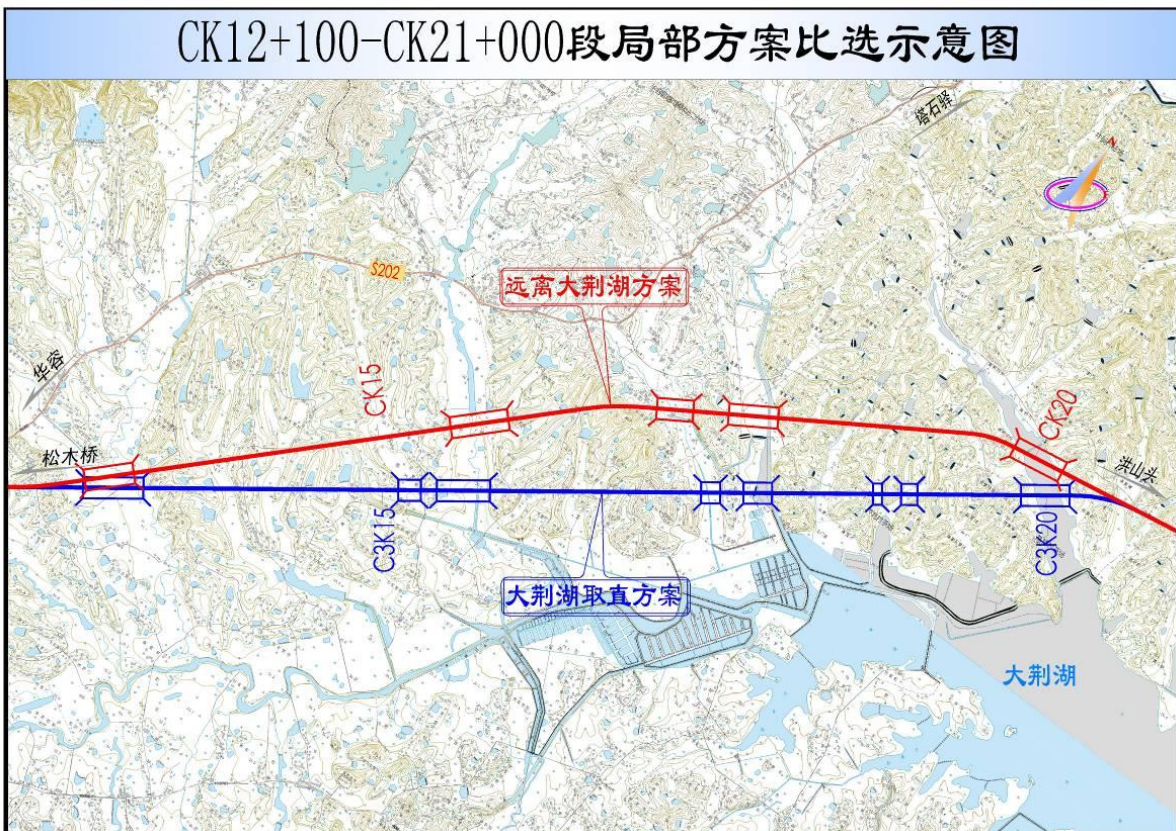 CK12+100-CK21+000段局部方案比选示意图
塔石驿
N
S202
远离大荆湖方案
华容
CK15
CK20
松木桥
洪山头
C3K15
C3K20
大荆湖取直方案
大荆湖